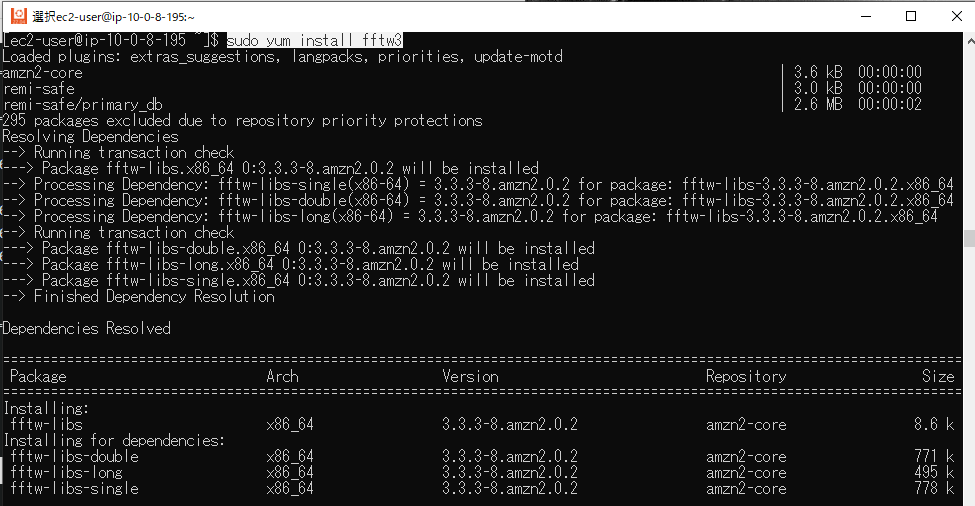 選択ec2-user@ip-10-0-8-195:~
[ec2-user@ip-10-0-8-195 ~]$ sudo yum install fftw3
Loaded plugins: extras_suggestions, langpacks, priorities, update-motd
amzn2-core | 3.6 kB 00:00:00
remi-safe | 3.0 kB 00:00:00
remi-safe/primary_db | 2.6 MB 00:00:02
295 packages excluded due to repository priority protections
Resolving Dependencies
--> Running transaction check
---> Package fftw-libs.x86_64 0:3.3.3-8.amzn2.0.2 will be installed
--> Processing Dependency: fftw-libs-single(x86-64) = 3.3.3-8.amzn2.0.2 for package: fftw-libs-3.3.3-8.amzn2.0.2.x86_64
--> Processing Dependency: fftw-libs-double(x86-64) = 3.3.3-8.amzn2.0.2 for package: fftw-libs-3.3.3-8.amzn2.0.2.x86_64
--> Processing Dependency: fftw-libs-long(x86-64) = 3.3.3-8.amzn2.0.2 for package: fftw-libs-3.3.3-8.amzn2.0.2.x86_64
--> Running transaction check
---> Package fftw-libs-double.x86_64 0:3.3.3-8.amzn2.0.2 will be installed
---> Package fftw-libs-long.x86_64 0:3.3.3-8.amzn2.0.2 will be installed
---> Package fftw-libs-single.x86_64 0:3.3.3-8.amzn2.0.2 will be installed
--> Finished Dependency Resolution
Dependencies Resolved
Package Arch Version Repository Size
Installing:
fftw-libs x86_64 3.3.3-8.amzn2.0.2 amzn2-core 8.6 k
Installing for dependencies:
fftw-libs-double x86_64 3.3.3-8.amzn2.0.2 amzn2-core 771 k
fftw-libs-long x86_64 3.3.3-8.amzn2.0.2 amzn2-core 495 k
fftw-libs-single x86_64 3.3.3-8.amzn2.0.2 amzn2-core 778 k